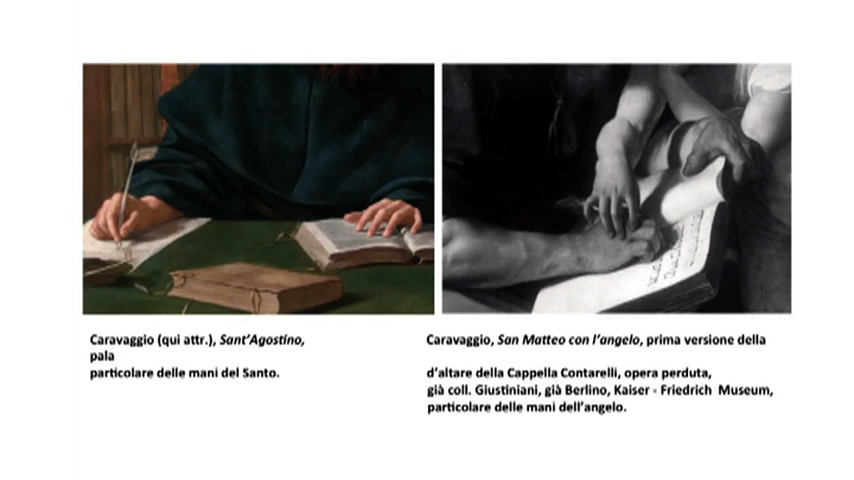 Caravaggio (qui attr.), Sant'Agostino,
pala
particolare delle mani del Santo.
Caravaggio, San Matteo con l'angelo, prima versione della
d'altare della Cappella Contarelli, opera perduta,
già coll. Giustiniani, già Berlino, Kaiser - Friedrich Museum,
particolare delle mani dell'angelo.